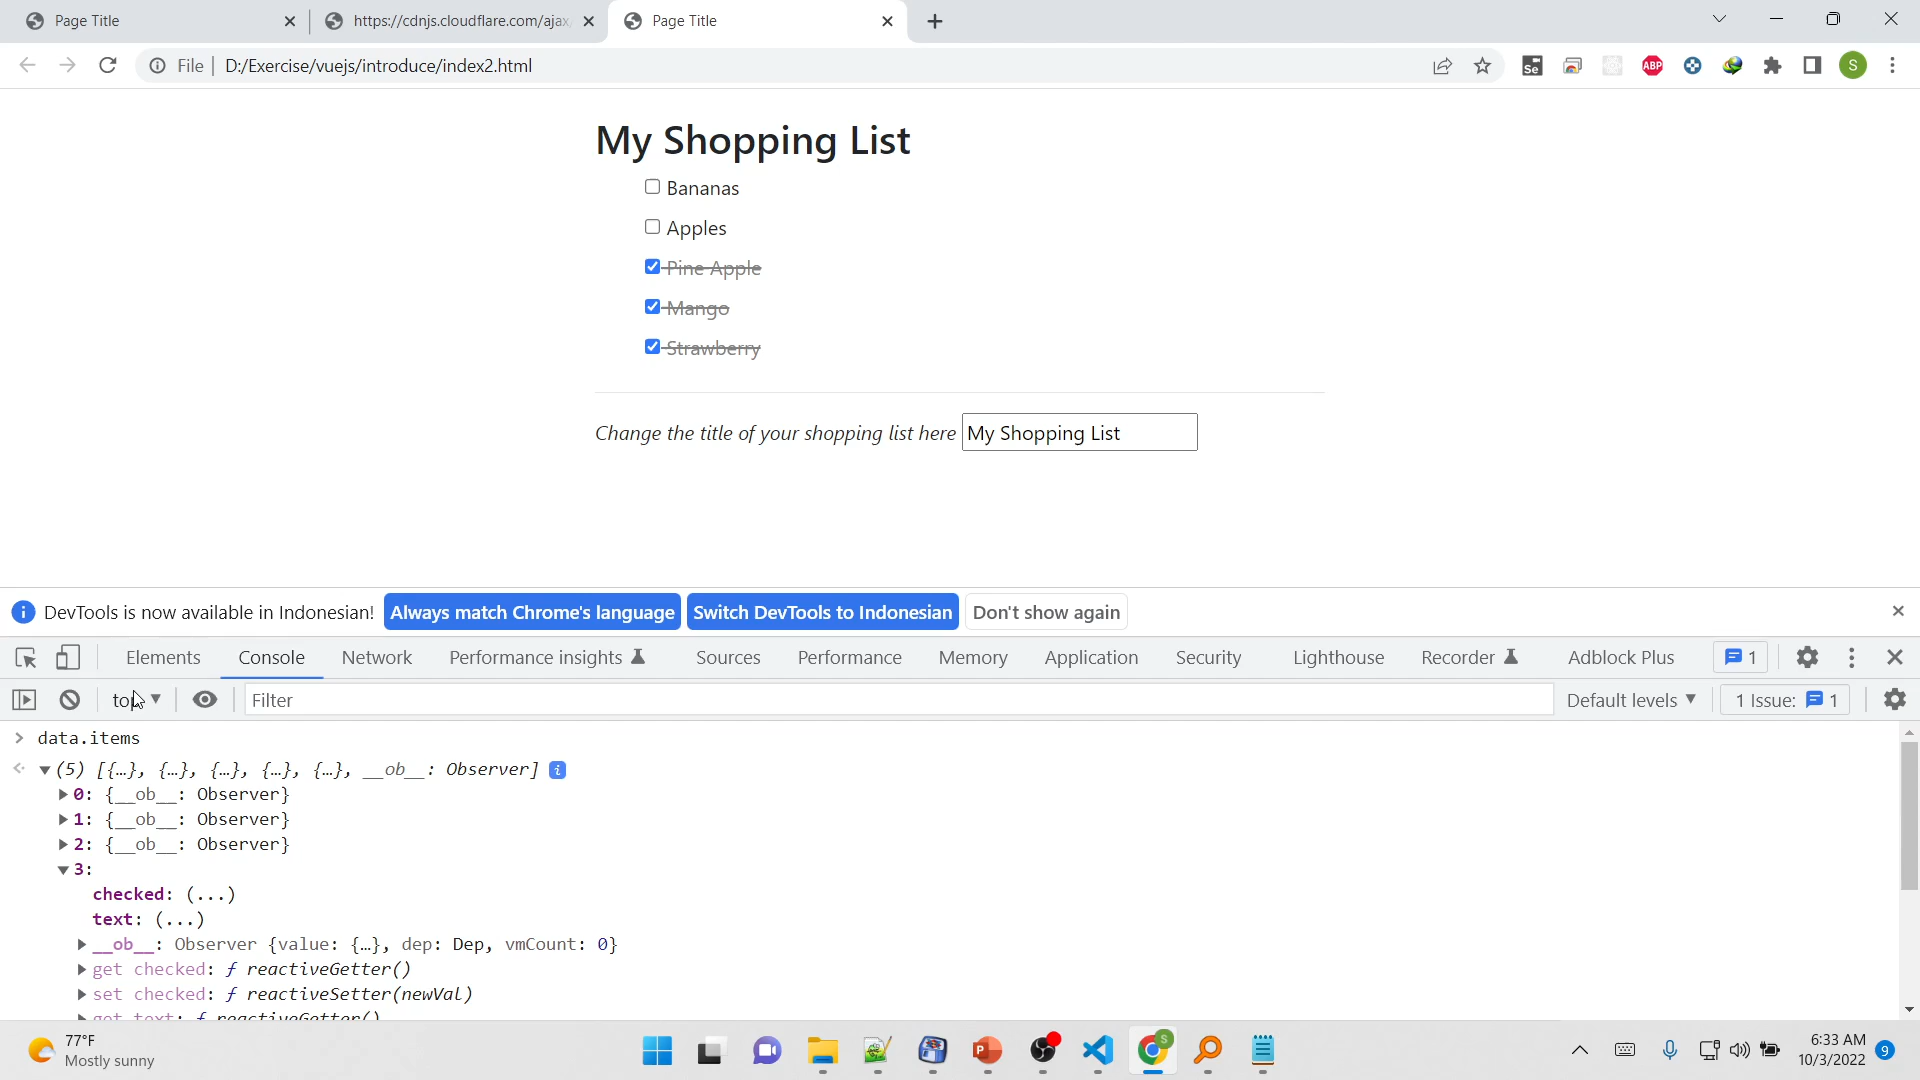 Page Title
https://cdnjs.cloudflare.com/ajax
Page Title
File
D:/Exercise/vuejs/introduce/index2.html
Se
ABP
S
My Shopping List
Bananas
Apples
Pine Apple
Mango
Strawberry
Change the title of your shopping list here
My Shopping List
DevTools is now available in Indonesian!
Always match Chrome's language
Switch DevTools to Indonesian
Don't show again
Elements
Console
Network
Performance insights
Sources
Performance
Memory
Application
Security
Lighthouse
Recorder
Adblock Plus
1
top
Filter
Default levels
1 Issue:
1
> data.items
(5) [{…}, {…}, {…}, {…}, {…}, __ob__: Observer]
0: {__ob__: Observer}
1: {__ob__: Observer}
2: {__ob__: Observer}
3:
checked: (...)
text: (...)
__ob__: Observer {value: {…}, dep: Dep, vmCount: 0}
get checked: ƒ reactiveGetter()
set checked: ƒ reactiveSetter(newVal)
get text: ƒ reactiveGetter()
77°F
Mostly sunny
P
S
6:33 AM
10/3/2022
9